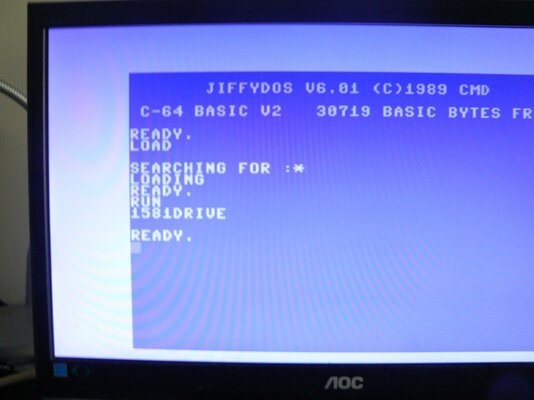 JIFFYDOS V6.01 (C)1989 CMD
C-64 BASIC V2 30719 BASIC BYTES FR
READY.
LOAD
SEARCHING FOR :*
LOADING
READY.
RUN
1581DRIVE
READY.
AOC